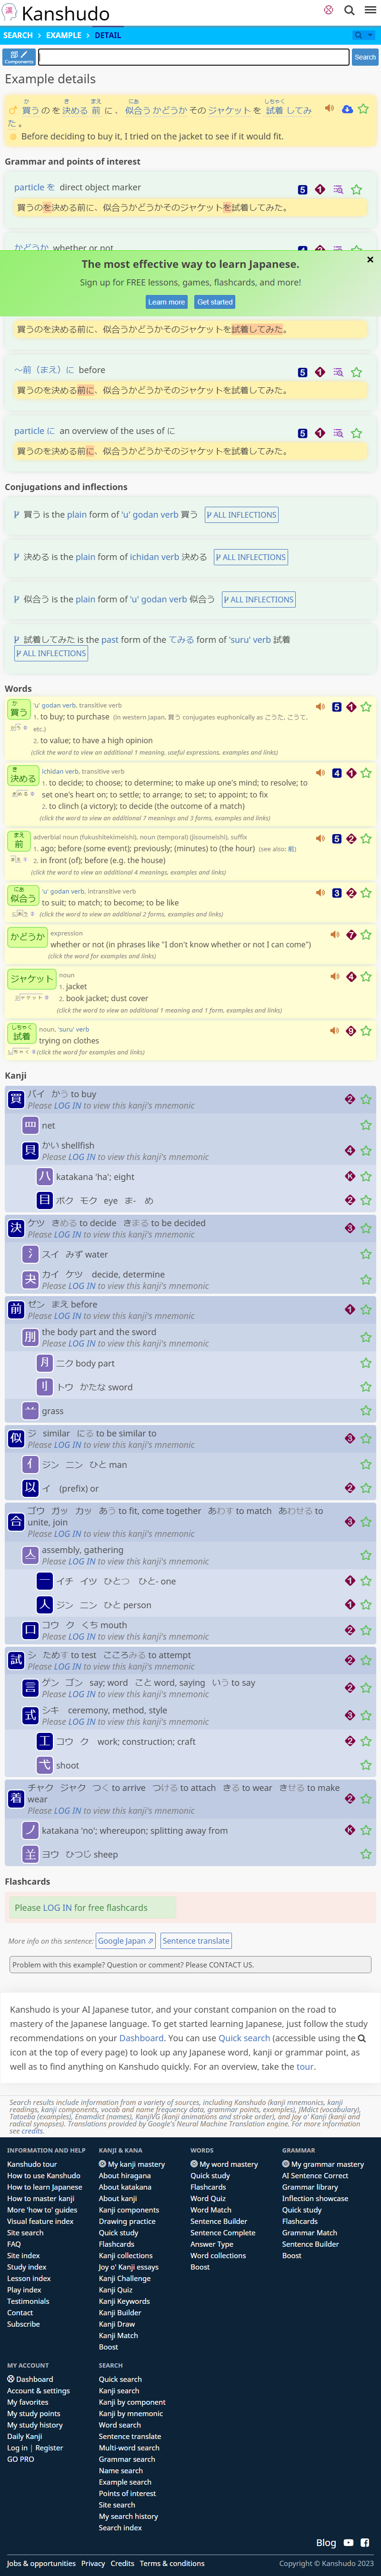 Kanshudo
SEARCH › EXAMPLE › DETAIL
Components
Search
Example details
買うのを決める前に、似合うかどうかそのジャケットを試着してみた。
Before deciding to buy it, I tried on the jacket to see if it would fit.
Grammar and points of interest
particle を direct object marker 5 1
買うのを決める前に、似合うかどうかそのジャケットを試着してみた。
かどうか whether or not
The most effective way to learn Japanese.
Sign up for FREE lessons, games, flashcards, and more!
Learn more Get started
買うのを決める前に、似合うかどうかそのジャケットを試着してみた。
〜前（まえ）に before 5 1
買うのを決める前に、似合うかどうかそのジャケットを試着してみた。
particle に an overview of the uses of に 5 1
買うのを決める前に、似合うかどうかそのジャケットを試着してみた。
Conjugations and inflections
買う is the plain form of 'u' godan verb 買う ALL INFLECTIONS
決める is the plain form of ichidan verb 決める ALL INFLECTIONS
似合う is the plain form of 'u' godan verb 似合う ALL INFLECTIONS
試着してみた is the past form of the てみる form of 'suru' verb 試着
ALL INFLECTIONS
Words
買う 'u' godan verb, transitive verb
1. to buy; to purchase (in western Japan, 買う conjugates euphonically as こうた, こうて, etc.) 5 1
2. to value; to have a high opinion
(click the word to view an additional 1 meaning, useful expressions, examples and links)
決める ichidan verb, transitive verb
1. to decide; to choose; to determine; to make up one's mind; to resolve; to 4 1
set one's heart on; to settle; to arrange; to set; to appoint; to fix
2. to clinch (a victory); to decide (the outcome of a match)
(click the word to view an additional 7 meanings and 3 forms, examples and links)
前 adverbial noun (fukushitekimeishi), noun (temporal) (jisoumeishi), suffix
1. ago; before (some event); previously; (minutes) to (the hour) (see also: 前) 5 2
2. in front (of); before (e.g. the house)
(click the word to view an additional 4 meanings, examples and links)
似合う 'u' godan verb, intransitive verb
to suit; to match; to become; to be like 3 2
(click the word to view an additional 2 forms, useful expressions, examples and links)
かどうか expression 7
whether or not (in phrases like "I don't know whether or not I can come")
(click the word for examples and links)
ジャケット noun 4
1. jacket
2. book jacket; dust cover
(click the word to view an additional 1 meaning and 1 form, examples and links)
試着 noun, 'suru' verb 9
trying on clothes
(click the word for examples and links)
Kanji
買 バイ かう to buy 2
Please LOG IN to view this kanji's mnemonic
罒 net
貝 かい shellfish 4
Please LOG IN to view this kanji's mnemonic
八 katakana 'ha'; eight K
目 ボク モク eye ま- め 2
決 ケツ きめる to decide きまる to be decided 3
Please LOG IN to view this kanji's mnemonic
氵 スイ みず water
夬 カイ ケツ decide, determine
Please LOG IN to view this kanji's mnemonic
前 ゼン まえ before 1
Please LOG IN to view this kanji's mnemonic
the body part and the sword
Please LOG IN to view this kanji's mnemonic
月 ニク body part
刂 トウ かたな sword
䒑 grass
似 ジ similar にる to be similar to 3
Please LOG IN to view this kanji's mnemonic
亻 ジン ニン ひと man
以 イ (prefix) or 2
合 ゴウ ガッ カッ あう to fit, come together あわす to match あわせる to 3
unite, join
Please LOG IN to view this kanji's mnemonic
亼 assembly, gathering
Please LOG IN to view this kanji's mnemonic
一 イチ イツ ひとつ ひと- one 1
人 ジン ニン ひと person 1
口 コウ ク くち mouth 2
Please LOG IN to view this kanji's mnemonic
試 シ ためす to test こころみる to attempt 2
Please LOG IN to view this kanji's mnemonic
言 ゲン ゴン say; word こと word, saying いう to say 2
Please LOG IN to view this kanji's mnemonic
式 シキ ceremony, method, style 3
Please LOG IN to view this kanji's mnemonic
工 コウ ク work; construction; craft 2
弋 shoot
着 チャク ジャク つく to arrive つける to attach きる to wear きせる to make 2
wear
Please LOG IN to view this kanji's mnemonic
ノ katakana 'no'; whereupon; splitting away from K
ヨウ ひつじ sheep
Flashcards
Please LOG IN for free flashcards
More info on this sentence: Google Japan Sentence translate
Problem with this example? Question or comment? Please CONTACT US.
Kanshudo is your AI Japanese tutor, and your constant companion on the road to
mastery of the Japanese language. To get started learning Japanese, just follow the study
recommendations on your Dashboard. You can use Quick search (accessible using the
icon at the top of every page) to look up any Japanese word, kanji or grammar point, as
well as to find anything on Kanshudo quickly. For an overview, take the tour.
Search results include information from a variety of sources, including Kanshudo (kanji mnemonics, kanji
readings, kanji components, vocab and name frequency data, grammar points, examples), JMdict (vocabulary),
Tatoeba (examples), Enamdict (names), KanjiVG (kanji animations and stroke order), and Joy o' Kanji (kanji and
radical synopses). Translations provided by Google's Neural Machine Translation engine. For more information
see credits.
INFORMATION AND HELP
Kanshudo tour
How to use Kanshudo
How to learn Japanese
How to master kanji
More 'how to' guides
Visual feature index
Site search
FAQ
Site index
Study index
Lesson index
Play index
Testimonials
Contact
Subscribe
KANJI & KANA
My kanji mastery
About hiragana
About katakana
About kanji
Kanji components
Drawing practice
Quick study
Flashcards
Kanji collections
Joy o' Kanji essays
Kanji Challenge
Kanji Quiz
Kanji Keywords
Kanji Builder
Kanji Draw
Kanji Match
Boost
WORDS
My word mastery
Quick study
Flashcards
Word Quiz
Word Match
Sentence Builder
Sentence Complete
Answer Type
Word collections
Boost
GRAMMAR
My grammar mastery
AI Sentence Correct
Grammar library
Inflection showcase
Quick study
Flashcards
Grammar Match
Sentence Builder
Boost
MY ACCOUNT
Dashboard
Account & settings
My favorites
My study points
My study history
Daily Kanji
Log in | Register
GO PRO
SEARCH
Quick search
Kanji search
Kanji by component
Kanji by mnemonic
Word search
Sentence translate
Multi-word search
Grammar search
Name search
Example search
Points of interest
Site search
My search history
Search index
Blog
Jobs & opportunities Privacy Credits Terms & conditions Copyright © Kanshudo 2023